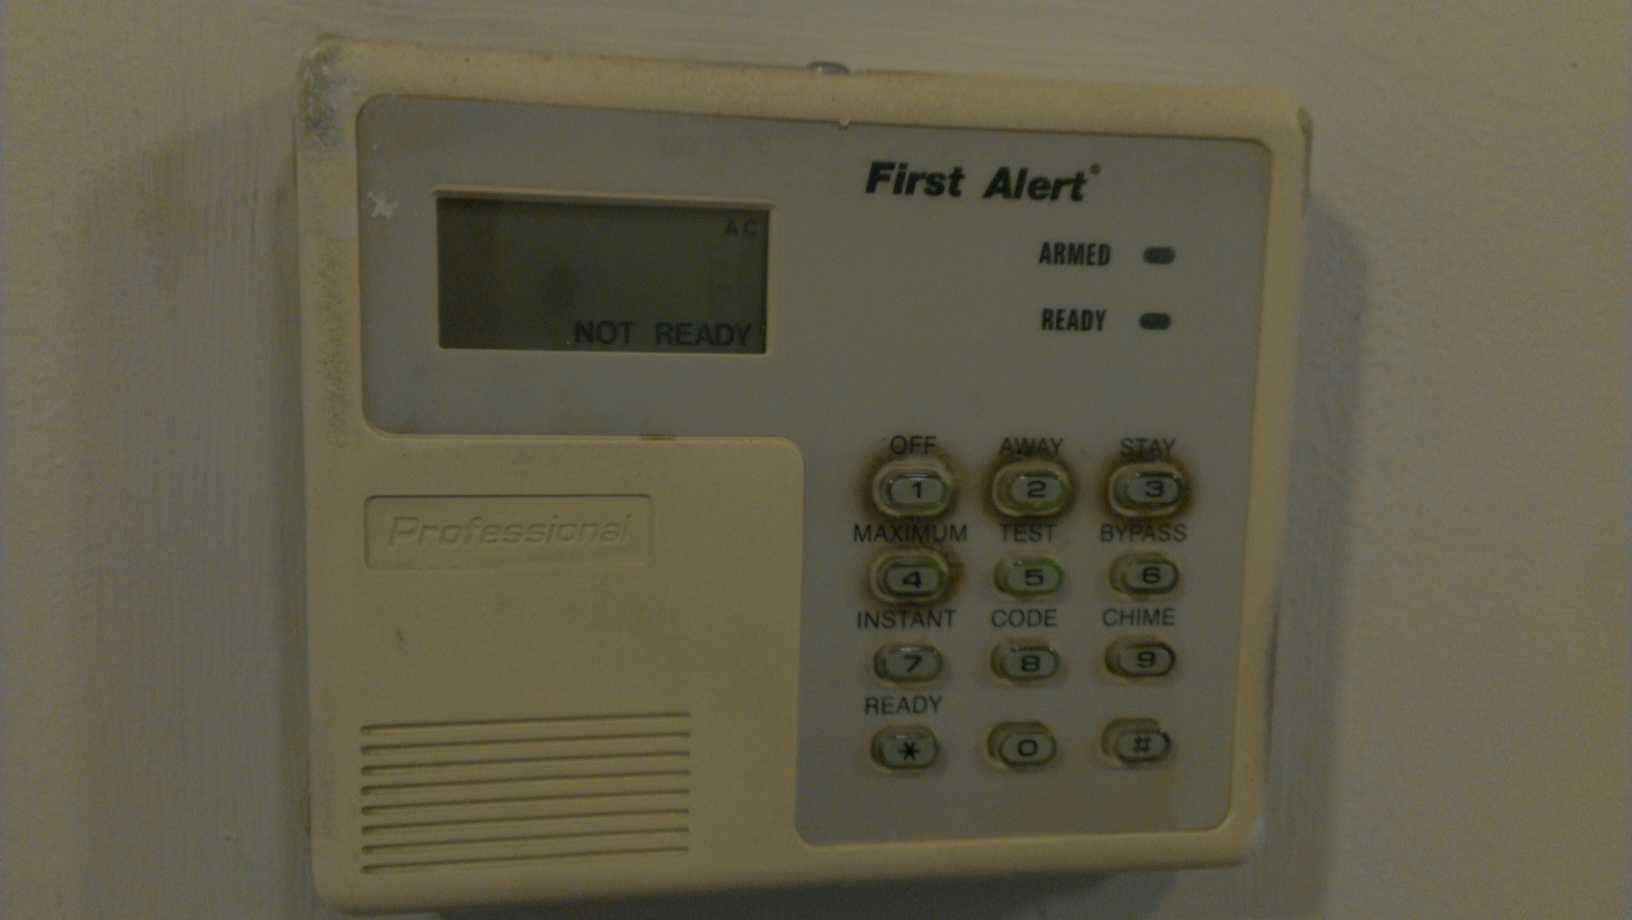 First Alert®
AC
NOT READY
ARMED
READY
Professional
OFF AWAY STAY
1 2 3
MAXIMUM TEST BYPASS
4 5 6
INSTANT CODE CHIME
7 8 9
READY
* 0 #